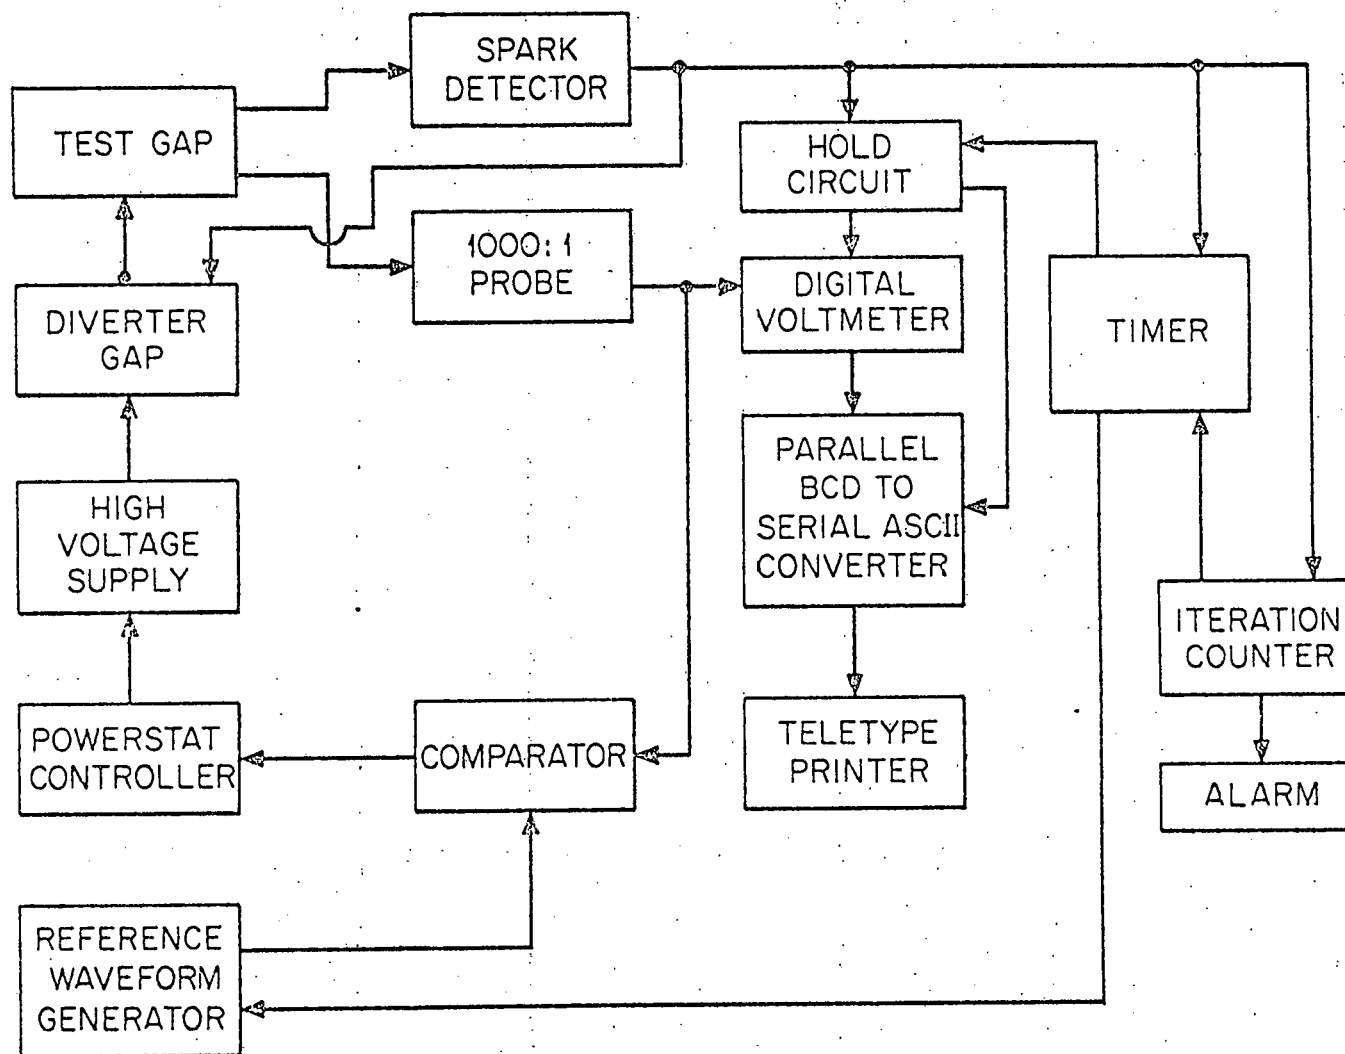 SPARK
DETECTOR
TEST GAP
HOLD
CIRCUIT
1000:1
PROBE
DIGITAL
VOLTMETER
TIMER
DIVERTER
GAP
PARALLEL
BCD TO
SERIAL ASCII
CONVERTER
HIGH
VOLTAGE
SUPPLY
ITERATION
COUNTER
POWERSTAT
CONTROLLER
COMPARATOR
TELETYPE
PRINTER
ALARM
REFERENCE
WAVEFORM
GENERATOR